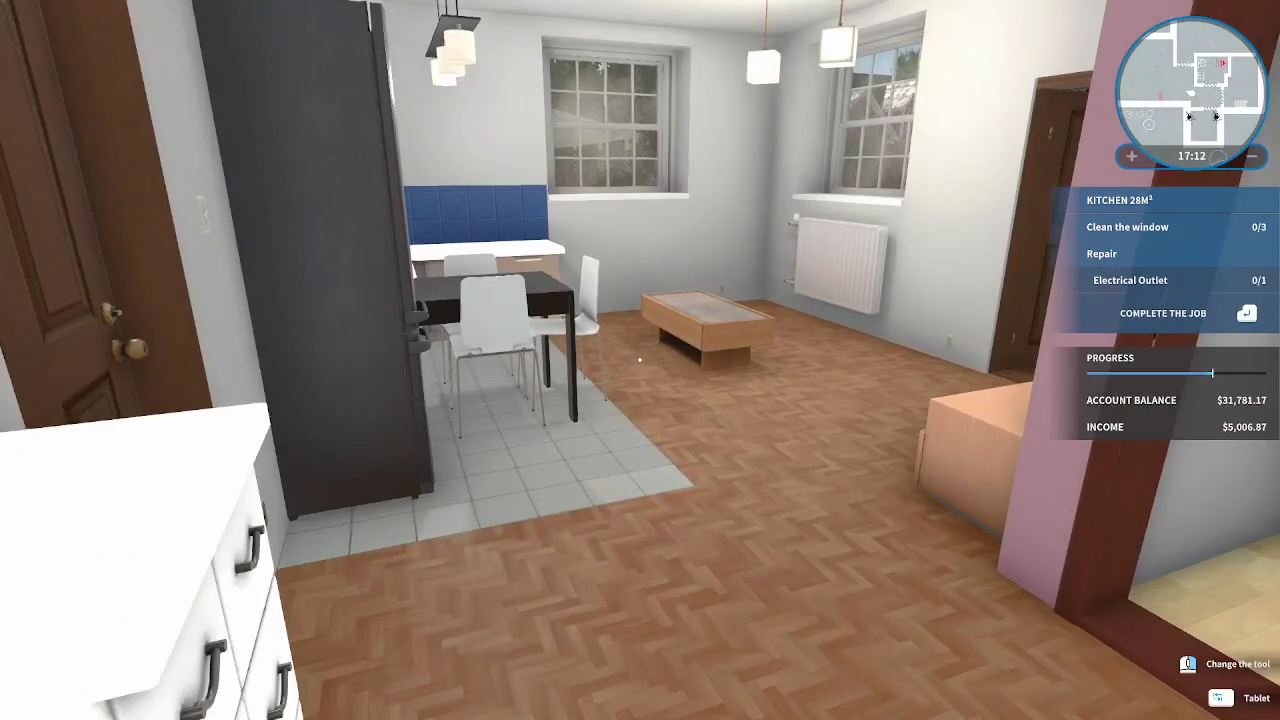 17:12
KITCHEN 28M²
Clean the window 0/3
Repair
Electrical Outlet 0/1
COMPLETE THE JOB
PROGRESS
ACCOUNT BALANCE $31,781.17
INCOME $5,006.87
Change the tool
Tablet